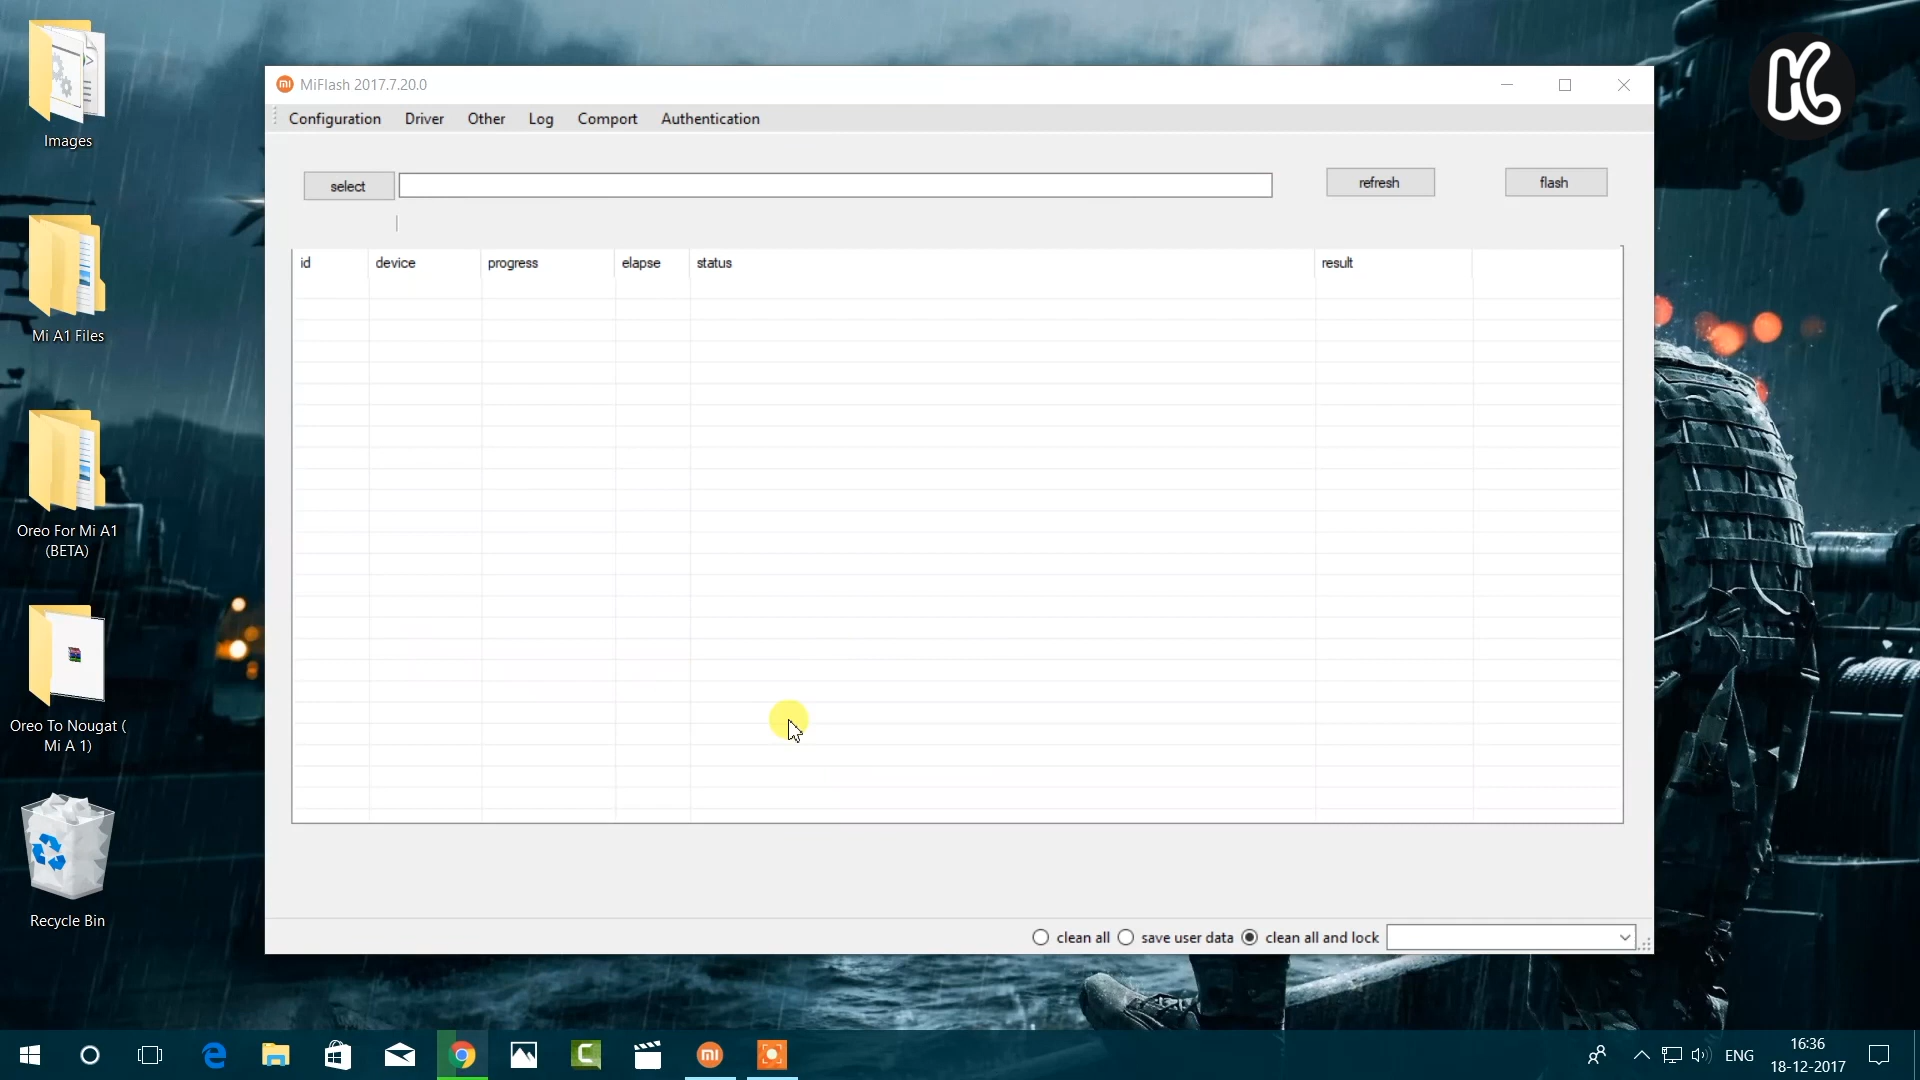 Images
Mi A1 Files
Oreo For Mi A1
(BETA)
Oreo To Nougat (
Mi A 1)
Recycle Bin
MiFlash 2017.7.20.0
Configuration Driver Other Log Comport Authentication
select refresh flash
id device progress elapse status result
clean all save user data clean all and lock
mi
ENG
16:36
18-12-2017